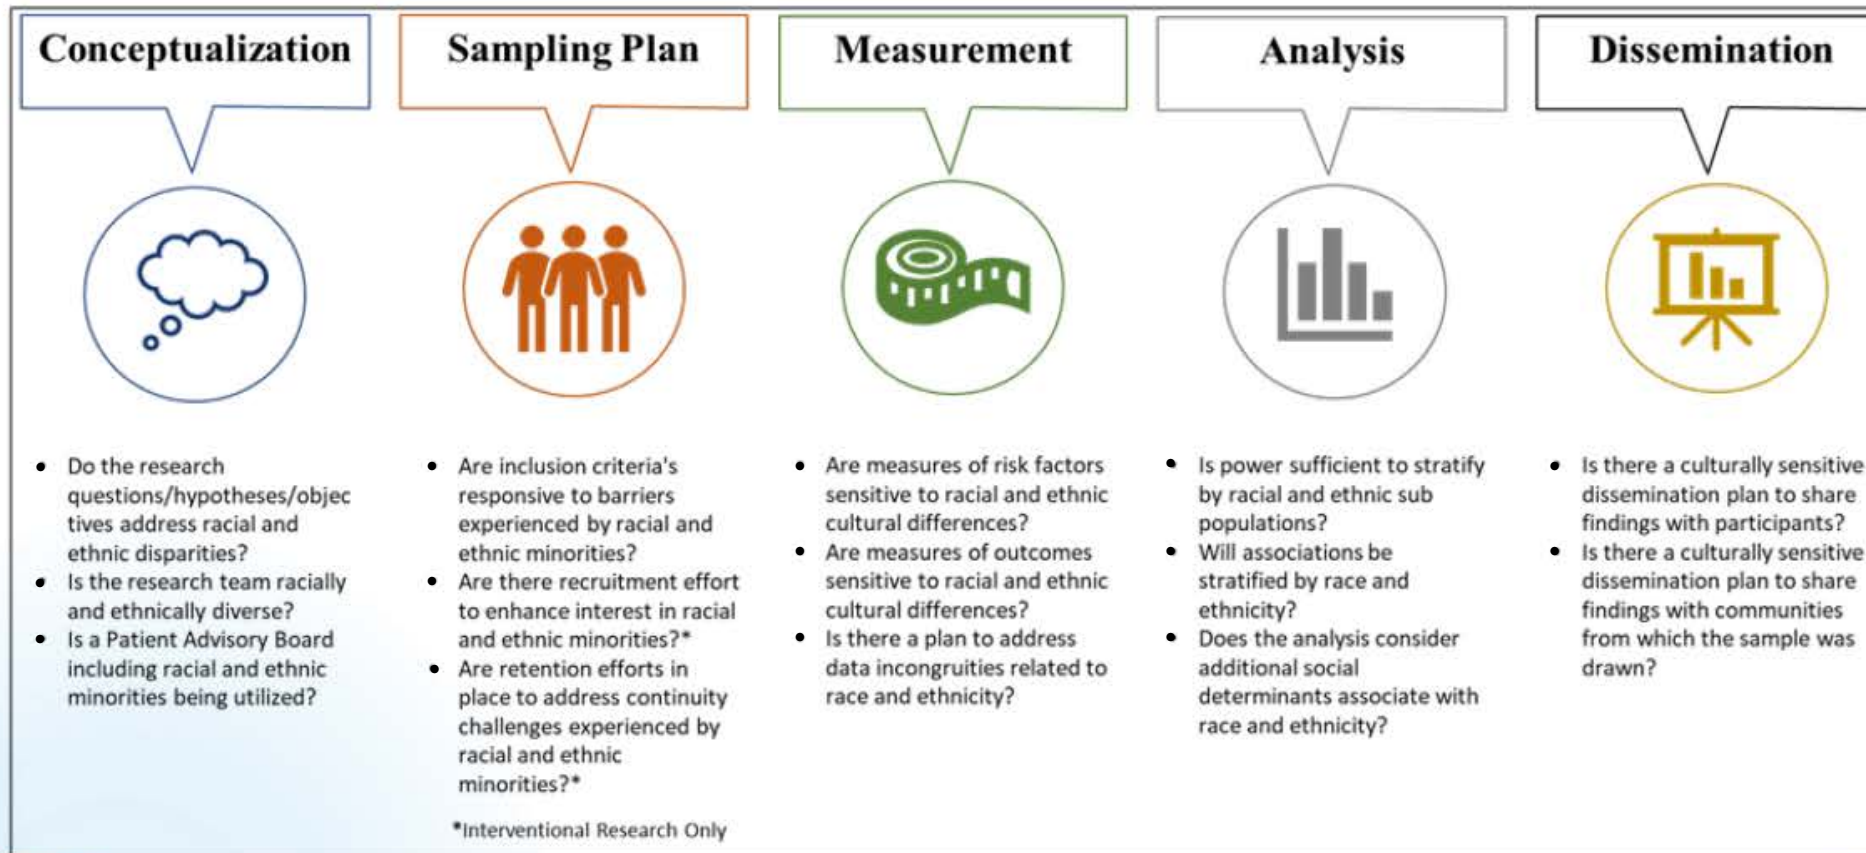 Conceptualization
Sampling Plan
Measurement
Analysis
Dissemination
• Do the research
questions/hypotheses/objec
tives address racial and
ethnic disparities?
• Is the research team racially
and ethnically diverse?
• Is a Patient Advisory Board
including racial and ethnic
minorities being utilized?
• Are inclusion criteria's
responsive to barriers
experienced by racial and
ethnic minorities?
• Are there recruitment effort
to enhance interest in racial
and ethnic minorities?*
• Are retention efforts in
place to address continuity
challenges experienced by
racial and ethnic
minorities?*
*Interventional Research Only
• Are measures of risk factors
sensitive to racial and ethnic
cultural differences?
• Are measures of outcomes
sensitive to racial and ethnic
cultural differences?
• Is there a plan to address
data incongruities related to
race and ethnicity?
• Is power sufficient to stratify
by racial and ethnic sub
populations?
• Will associations be
stratified by race and
ethnicity?
• Does the analysis consider
additional social
determinants associate with
race and ethnicity?
• Is there a culturally sensitive
dissemination plan to share
findings with participants?
• Is there a culturally sensitive
dissemination plan to share
findings with communities
from which the sample was
drawn?